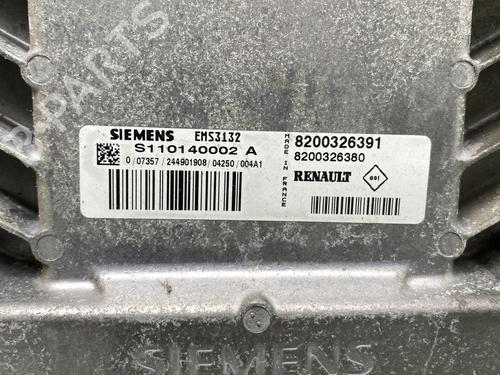 SIEMENS EMS3132
S110140002 A
0/07357/244901908/04250/004A1
MADE IN FRANCE
8200326391
8200326380
RENAULT
001
SIEMENS